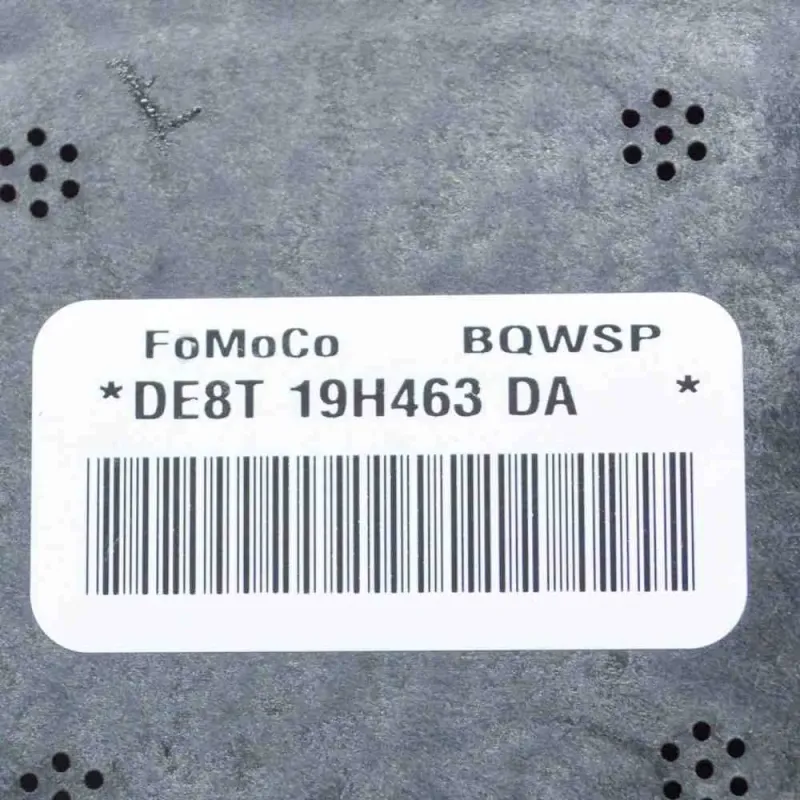 FoMoCo BQWSP
*DE8T 19H463 DA *